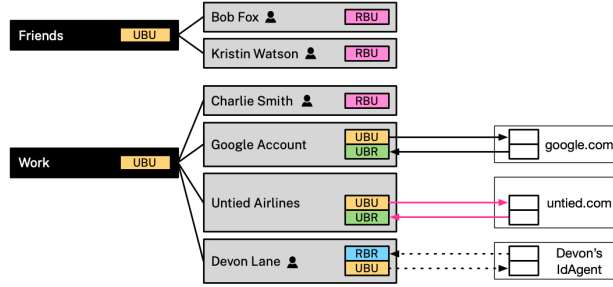 Friends UBU
Bob Fox RBU
Kristin Watson RBU
Work UBU
Charlie Smith RBU
Google Account UBU
UBR
google.com
Untied Airlines UBU
UBR
untied.com
Devon Lane RBR
UBU
Devon's
IdAgent